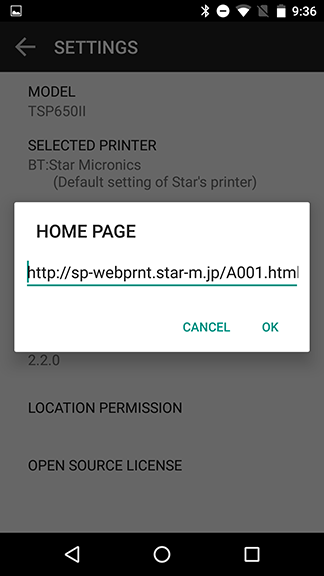 9:36
SETTINGS
MODEL
TSP650II
SELECTED PRINTER
BT:Star Micronics
(Default setting of Star's printer)
HOME PAGE
http://sp-webprnt.star-m.jp/A001.html
CANCEL OK
2.2.0
LOCATION PERMISSION
OPEN SOURCE LICENSE